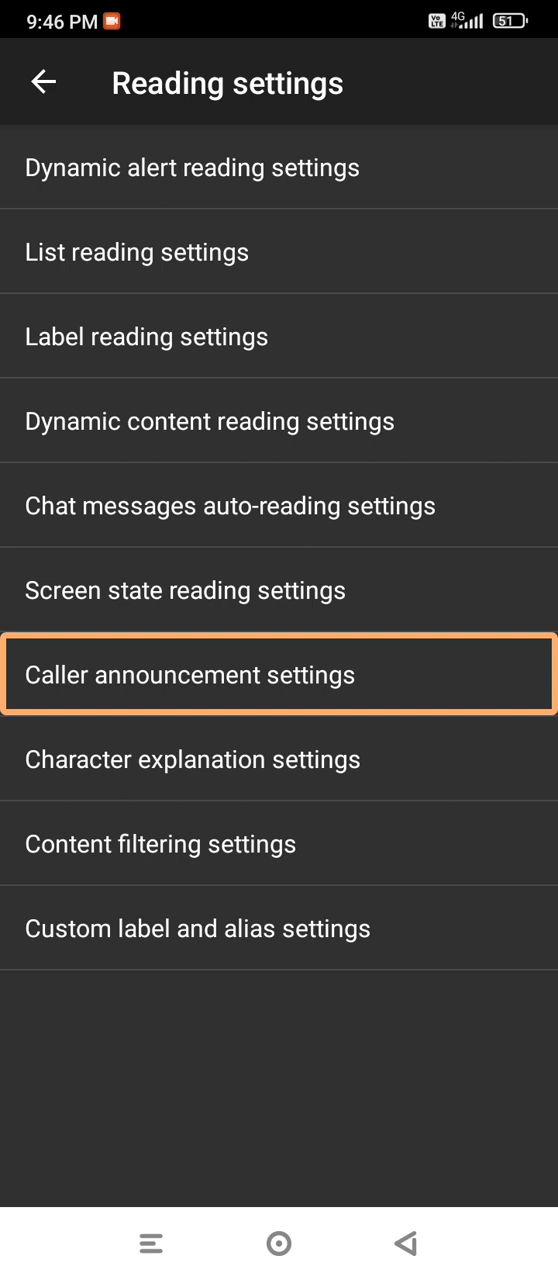 9:46 PM
Vo LTE 4G 51
Reading settings
Dynamic alert reading settings
List reading settings
Label reading settings
Dynamic content reading settings
Chat messages auto-reading settings
Screen state reading settings
Caller announcement settings
Character explanation settings
Content filtering settings
Custom label and alias settings